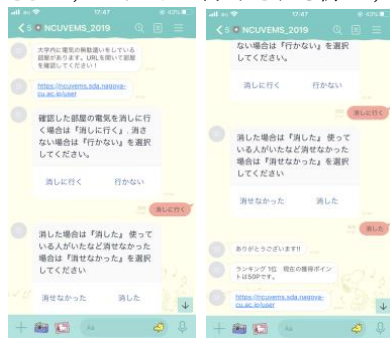 17:47
43%
5 NCUVEMS_2019
大学内に電気の無駄遣いをしている
部屋があります。URLを開いて部屋
を確認してください！
https://ncuvems.sda.nagoya-
cu.ac.jp/user
確認した部屋の電気を消しに行
く場合は『消しに行く』, 消さ
ない場合は『行かない』を選択
してください。
消しに行く 行かない
消しに行く
消した場合は『消した』 使って
いる人がいたなど消せなかった
場合は『消せなかった』を選択
してください
消せなかった 消した
Aa
17:47
42%
5 NCUVEMS_2019
ない場合は『行かない』を選択
してください。
消しに行く 行かない
消しに行く
消した場合は『消した』 使って
いる人がいたなど消せなかった
場合は『消せなかった』を選択
してください
消せなかった 消した
消した
ありがとうございます!!
ランキング 1位 現在の獲得ポイン
トは50Pです。
https://ncuvems.sda.nagoya-
cu.ac.jp/user
Aa